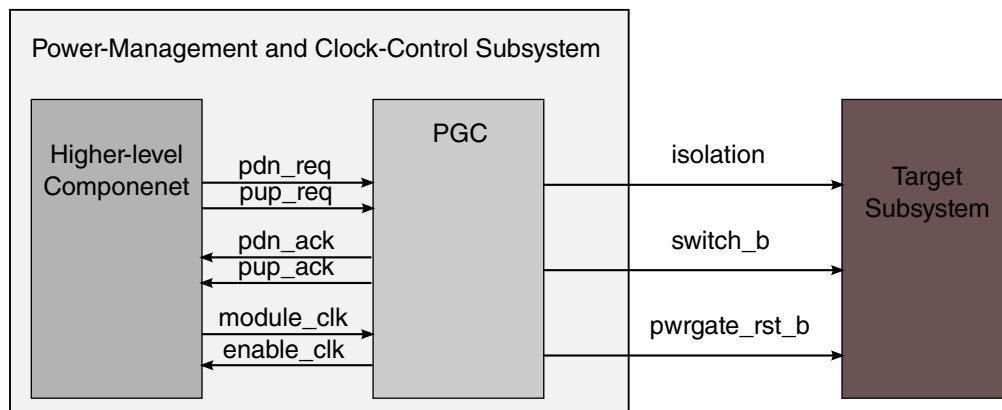 Power-Management and Clock-Control Subsystem
Higher-level
Componenet
PGC
pdn_req
pup_req
pdn_ack
pup_ack
module_clk
enable_clk
isolation
switch_b
pwrgate_rst_b
Target
Subsystem